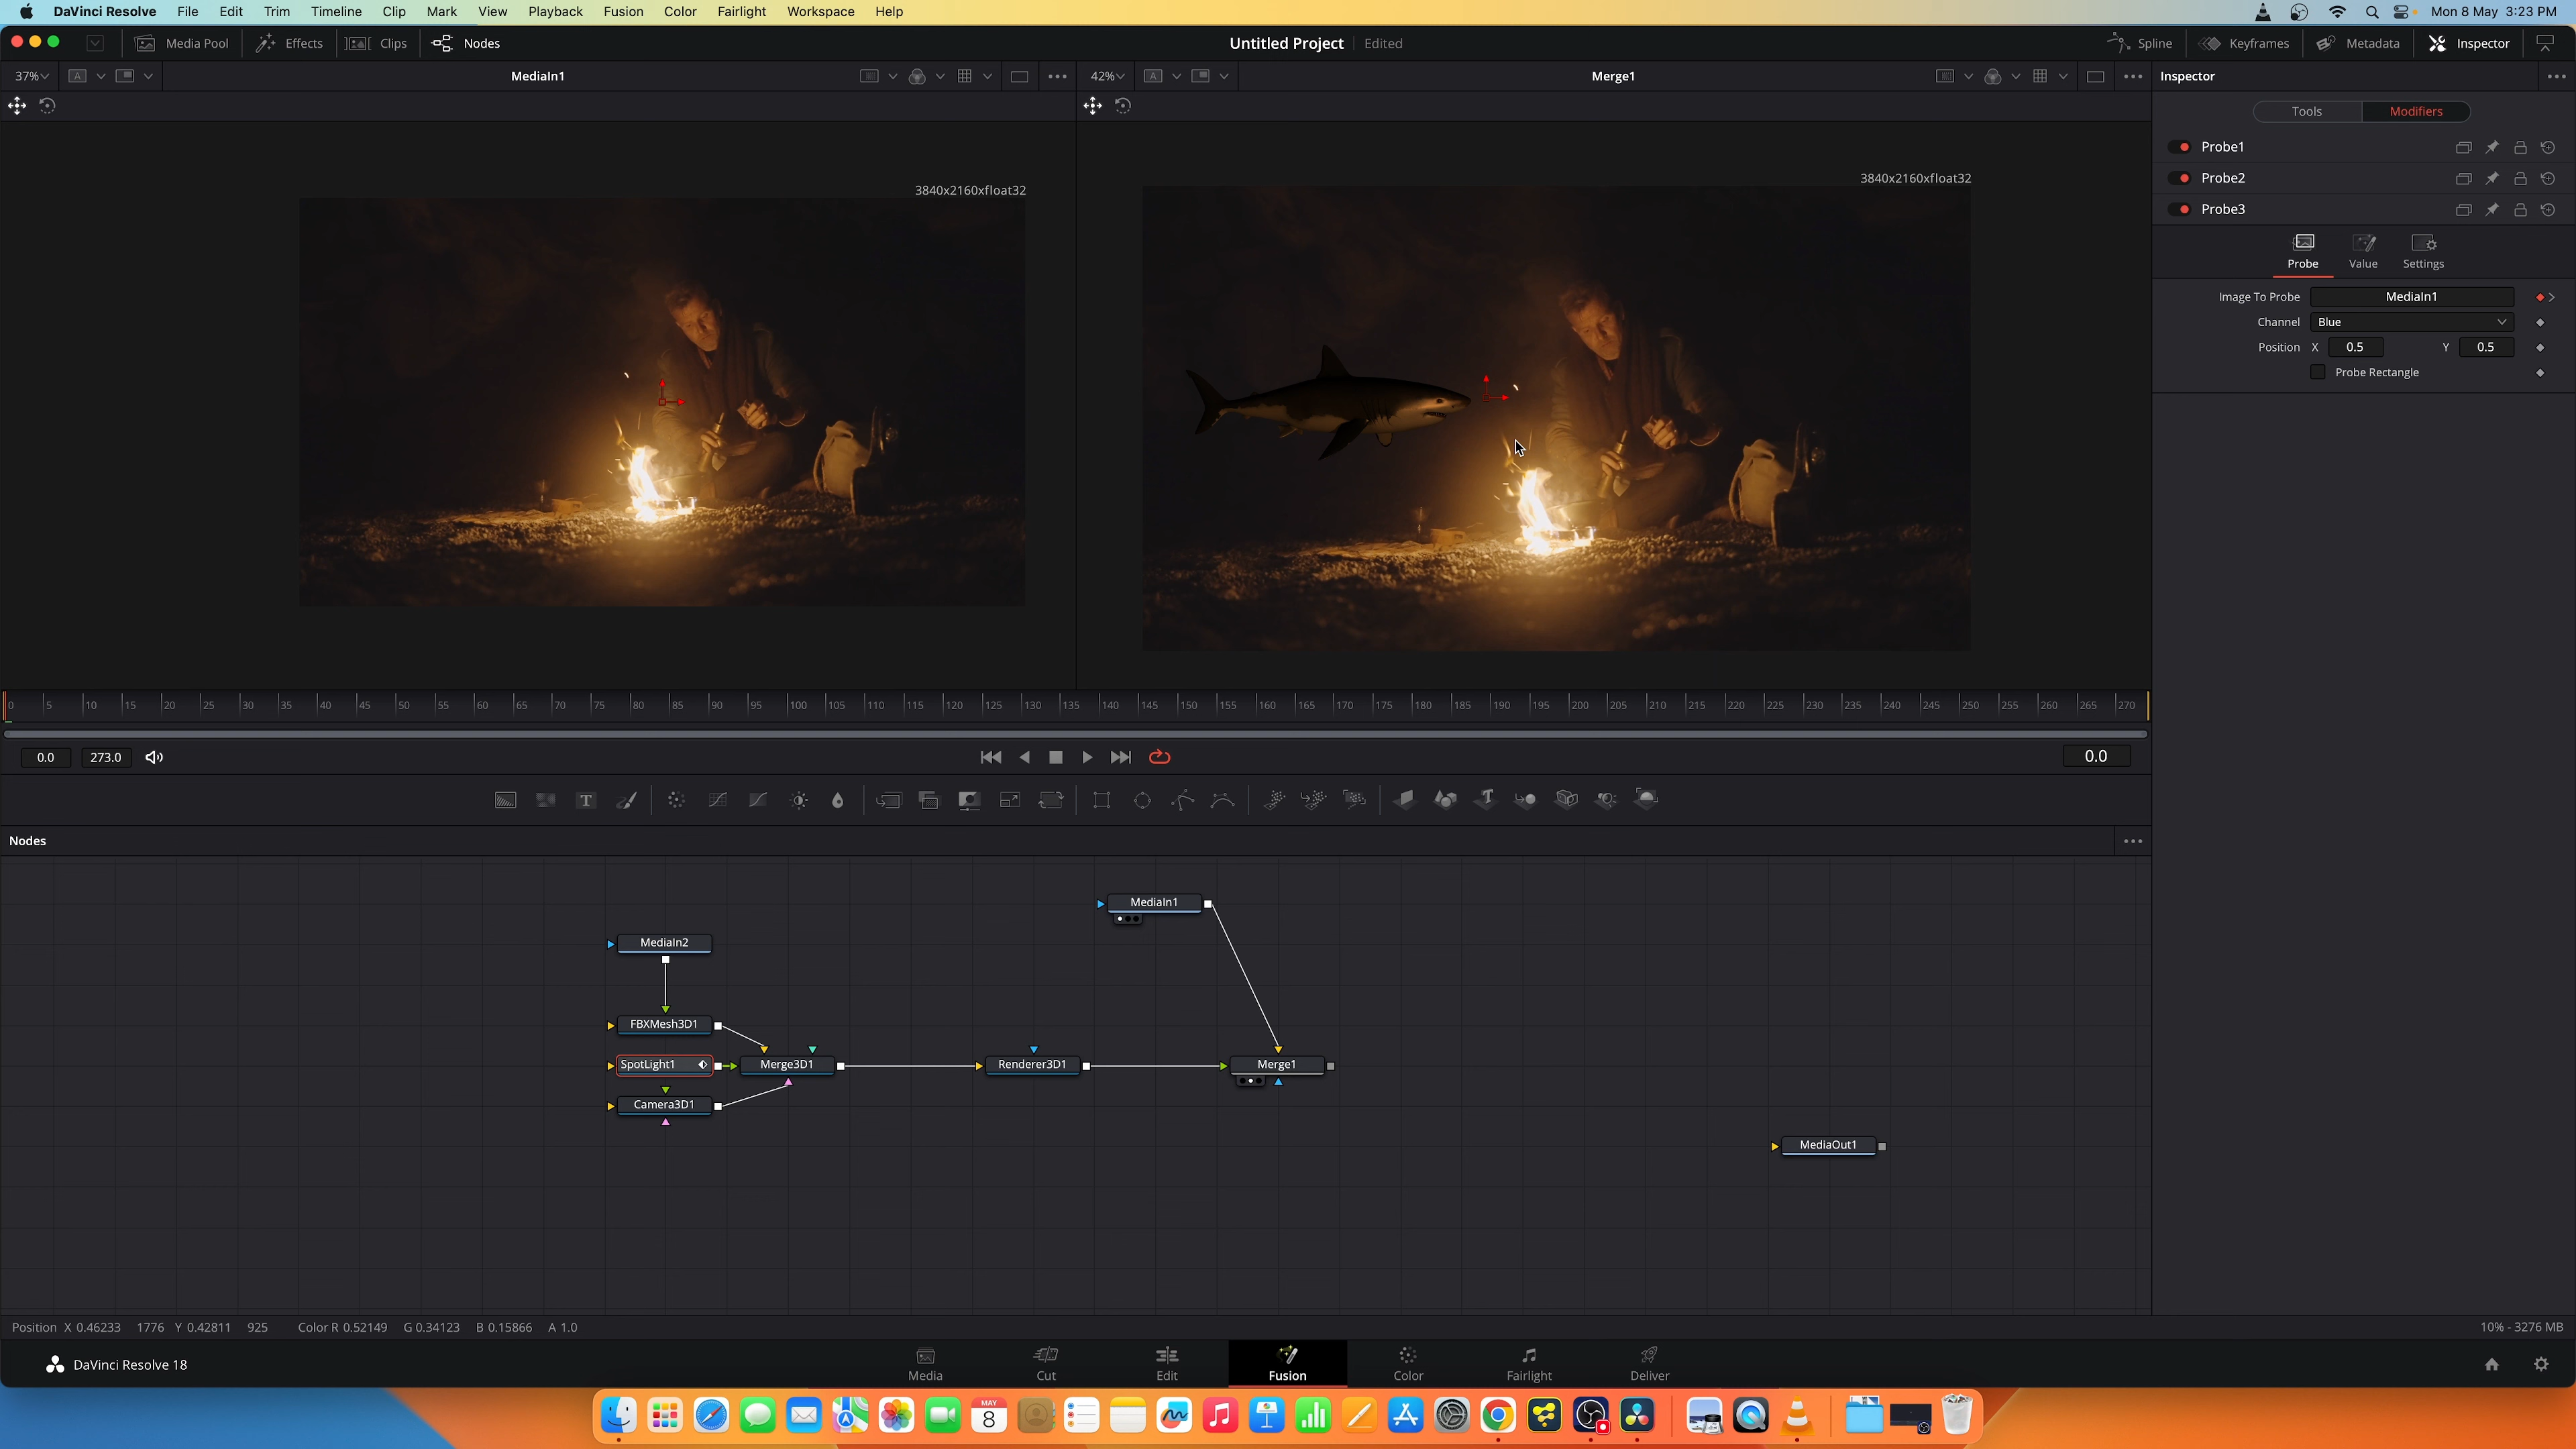 DaVinci Resolve File Edit Trim Timeline Clip Mark View Playback Fusion Color Fairlight Workspace Help Mon 8 May 3:23 PM
Media Pool Effects Clips Nodes Untitled Project Edited Spline Keyframes Metadata Inspector
37% A MediaIn1 42% A Merge1 Inspector
Tools Modifiers
Probe1
Probe2
Probe3
3840x2160xfloat32 3840x2160xfloat32
Probe Value Settings
Image To Probe MediaIn1
Channel Blue
Position X 0.5 Y 0.5
Probe Rectangle
0 5 10 15 20 25 30 35 40 45 50 55 60 65 70 75 80 85 90 95 100 105 110 115 120 125 130 135 140 145 150 155 160 165 170 175 180 185 190 195 200 205 210 215 220 225 230 235 240 245 250 255 260 265 270
0.0 273.0 0.0
T T
Nodes
MediaIn1
MediaIn2
FBXMesh3D1
SpotLight1 Merge3D1 Renderer3D1 Merge1
Camera3D1
MediaOut1
Position X 0.46233 1776 Y 0.42811 925 Color R 0.52149 G 0.34123 B 0.15866 A 1.0 10% - 3276 MB
DaVinci Resolve 18 Media Cut Edit Fusion Color Fairlight Deliver
MAY
8